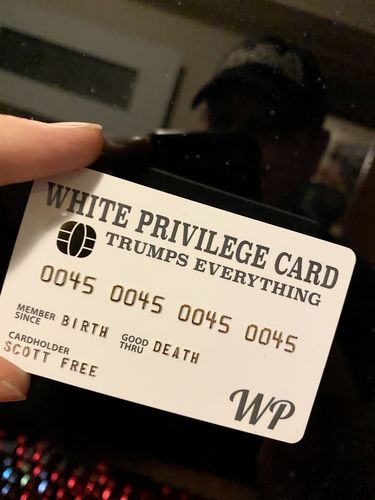 WHITE PRIVILEGE CARD
TRUMPS EVERYTHING
0045 0045 0045 0045
MEMBER SINCE BIRTH GOOD THRU DEATH
CARDHOLDER
SCOTT FREE
WP